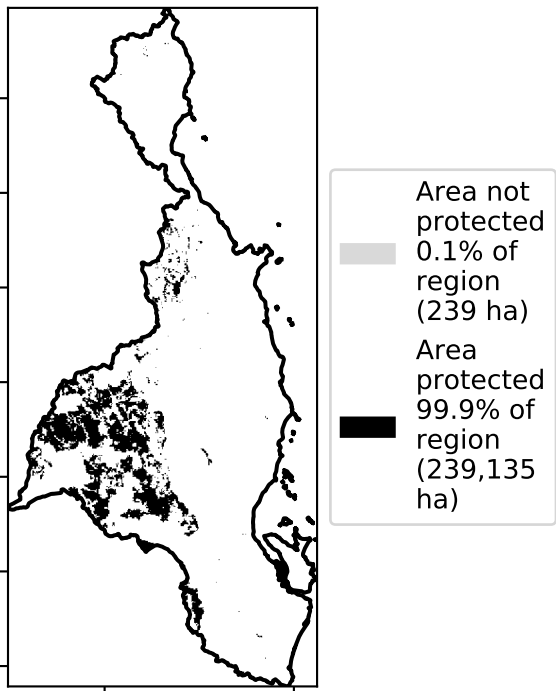 Area not
protected
0.1% of
region
(239 ha)
Area
protected
99.9% of
region
(239,135
ha)